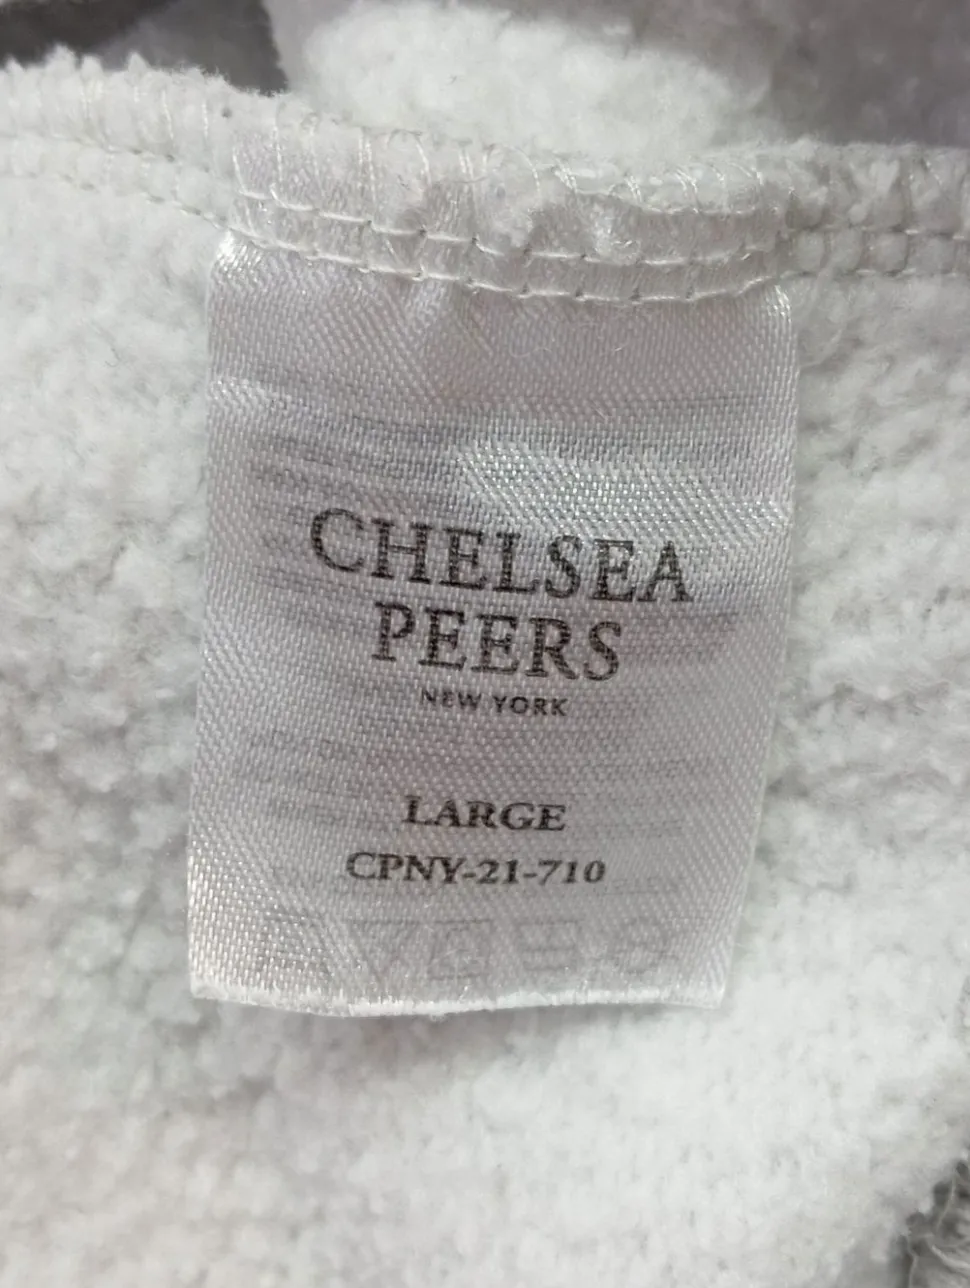 CHELSEA
PEERS
NEW YORK
LARGE
CPNY-21-710